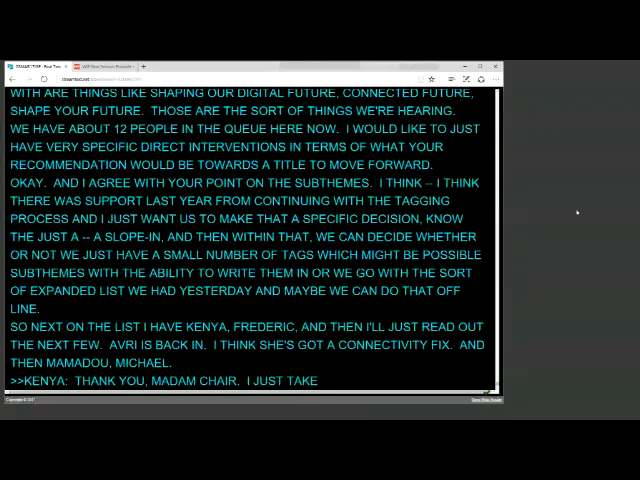 WITH ARE THINGS LIKE SHAPING OUR DIGITAL FUTURE, CONNECTED FUTURE,
SHAPE YOUR FUTURE. THOSE ARE THE SORT OF THINGS WE'RE HEARING.
WE HAVE ABOUT 12 PEOPLE IN THE QUEUE HERE NOW. I WOULD LIKE TO JUST
HAVE VERY SPECIFIC DIRECT INTERVENTIONS IN TERMS OF WHAT YOUR
RECOMMENDATION WOULD BE TOWARDS A TITLE TO MOVE FORWARD.
OKAY. AND I AGREE WITH YOUR POINT ON THE SUBTHEMES. I THINK -- I THINK
THERE WAS SUPPORT LAST YEAR FROM CONTINUING WITH THE TAGGING
PROCESS AND I JUST WANT US TO MAKE THAT A SPECIFIC DECISION, KNOW
THE JUST A -- A SLOPE-IN, AND THEN WITHIN THAT, WE CAN DECIDE WHETHER
OR NOT WE JUST HAVE A SMALL NUMBER OF TAGS WHICH MIGHT BE POSSIBLE
SUBTHEMES WITH THE ABILITY TO WRITE THEM IN OR WE GO WITH THE SORT
OF EXPANDED LIST WE HAD YESTERDAY AND MAYBE WE CAN DO THAT OFF
LINE.
SO NEXT ON THE LIST I HAVE KENYA, FREDERIC, AND THEN I'LL JUST READ OUT
THE NEXT FEW. AVRI IS BACK IN. I THINK SHE'S GOT A CONNECTIVITY FIX. AND
THEN MAMADOU, MICHAEL.
>>KENYA: THANK YOU, MADAM CHAIR. I JUST TAKE